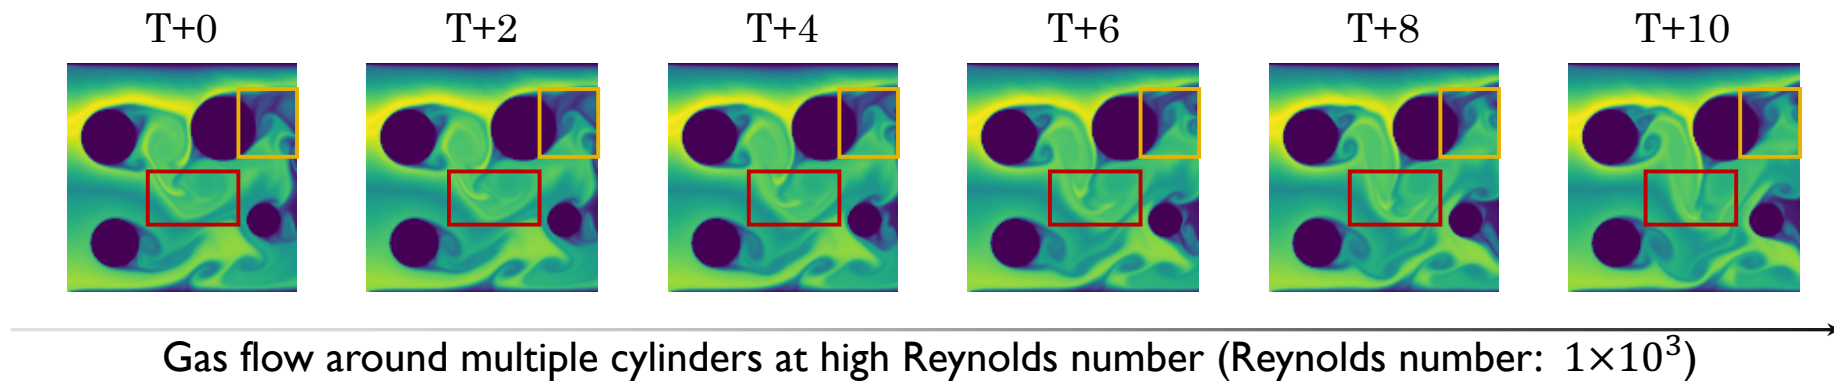 T+0 T+2 T+4 T+6 T+8 T+10
Gas flow around multiple cylinders at high Reynolds number (Reynolds number: 1×10³)